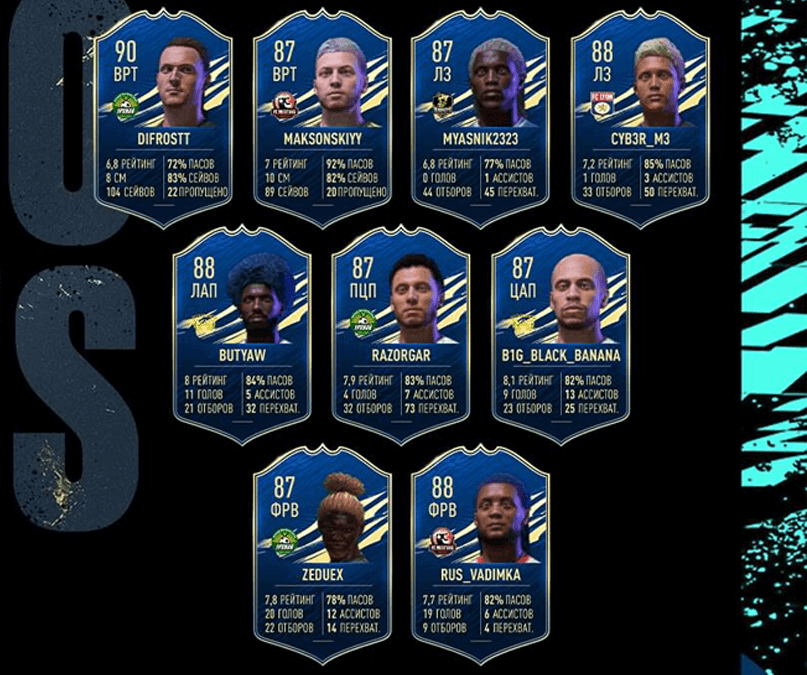 O
S
90
ВРТ
УРОЖАЙ
DIFROSTT
6,8 РЕЙТИНГ 72% ПАСОВ
8 СМ 83% СЕЙВОВ
104 СЕЙВОВ 22 ПРОПУЩЕНО
87
ВРТ
MAKSONSKIYY
7 РЕЙТИНГ 92% ПАСОВ
10 СМ 82% СЕЙВОВ
89 СЕЙВОВ 20 ПРОПУЩЕНО
87
ЛЗ
MYASNIK2323
6,8 РЕЙТИНГ 77% ПАСОВ
0 ГОЛОВ 1 АССИСТОВ
44 ОТБОРОВ 45 ПЕРЕХВАТ.
88
ЛЗ
FC LYON
CYB3R_M3
7,2 РЕЙТИНГ 85% ПАСОВ
1 ГОЛОВ 3 АССИСТОВ
33 ОТБОРОВ 50 ПЕРЕХВАТ.
88
ЛАП
BUTYAW
8 РЕЙТИНГ 84% ПАСОВ
11 ГОЛОВ 5 АССИСТОВ
21 ОТБОРОВ 32 ПЕРЕХВАТ.
87
ПЦП
УРОЖАЙ
RAZORGAR
7,9 РЕЙТИНГ 83% ПАСОВ
4 ГОЛОВ 7 АССИСТОВ
32 ОТБОРОВ 73 ПЕРЕХВАТ.
87
ЦАП
B1G_BLACK_BANANA
8,1 РЕЙТИНГ 82% ПАСОВ
9 ГОЛОВ 13 АССИСТОВ
23 ОТБОРОВ 25 ПЕРЕХВАТ.
87
ФРВ
УРОЖАЙ
ZEDUEX
7,8 РЕЙТИНГ 78% ПАСОВ
20 ГОЛОВ 12 АССИСТОВ
22 ОТБОРОВ 14 ПЕРЕХВАТ.
88
ФРВ
RUS_VADIMKA
7,7 РЕЙТИНГ 82% ПАСОВ
19 ГОЛОВ 6 АССИСТОВ
9 ОТБОРОВ 4 ПЕРЕХВАТ.